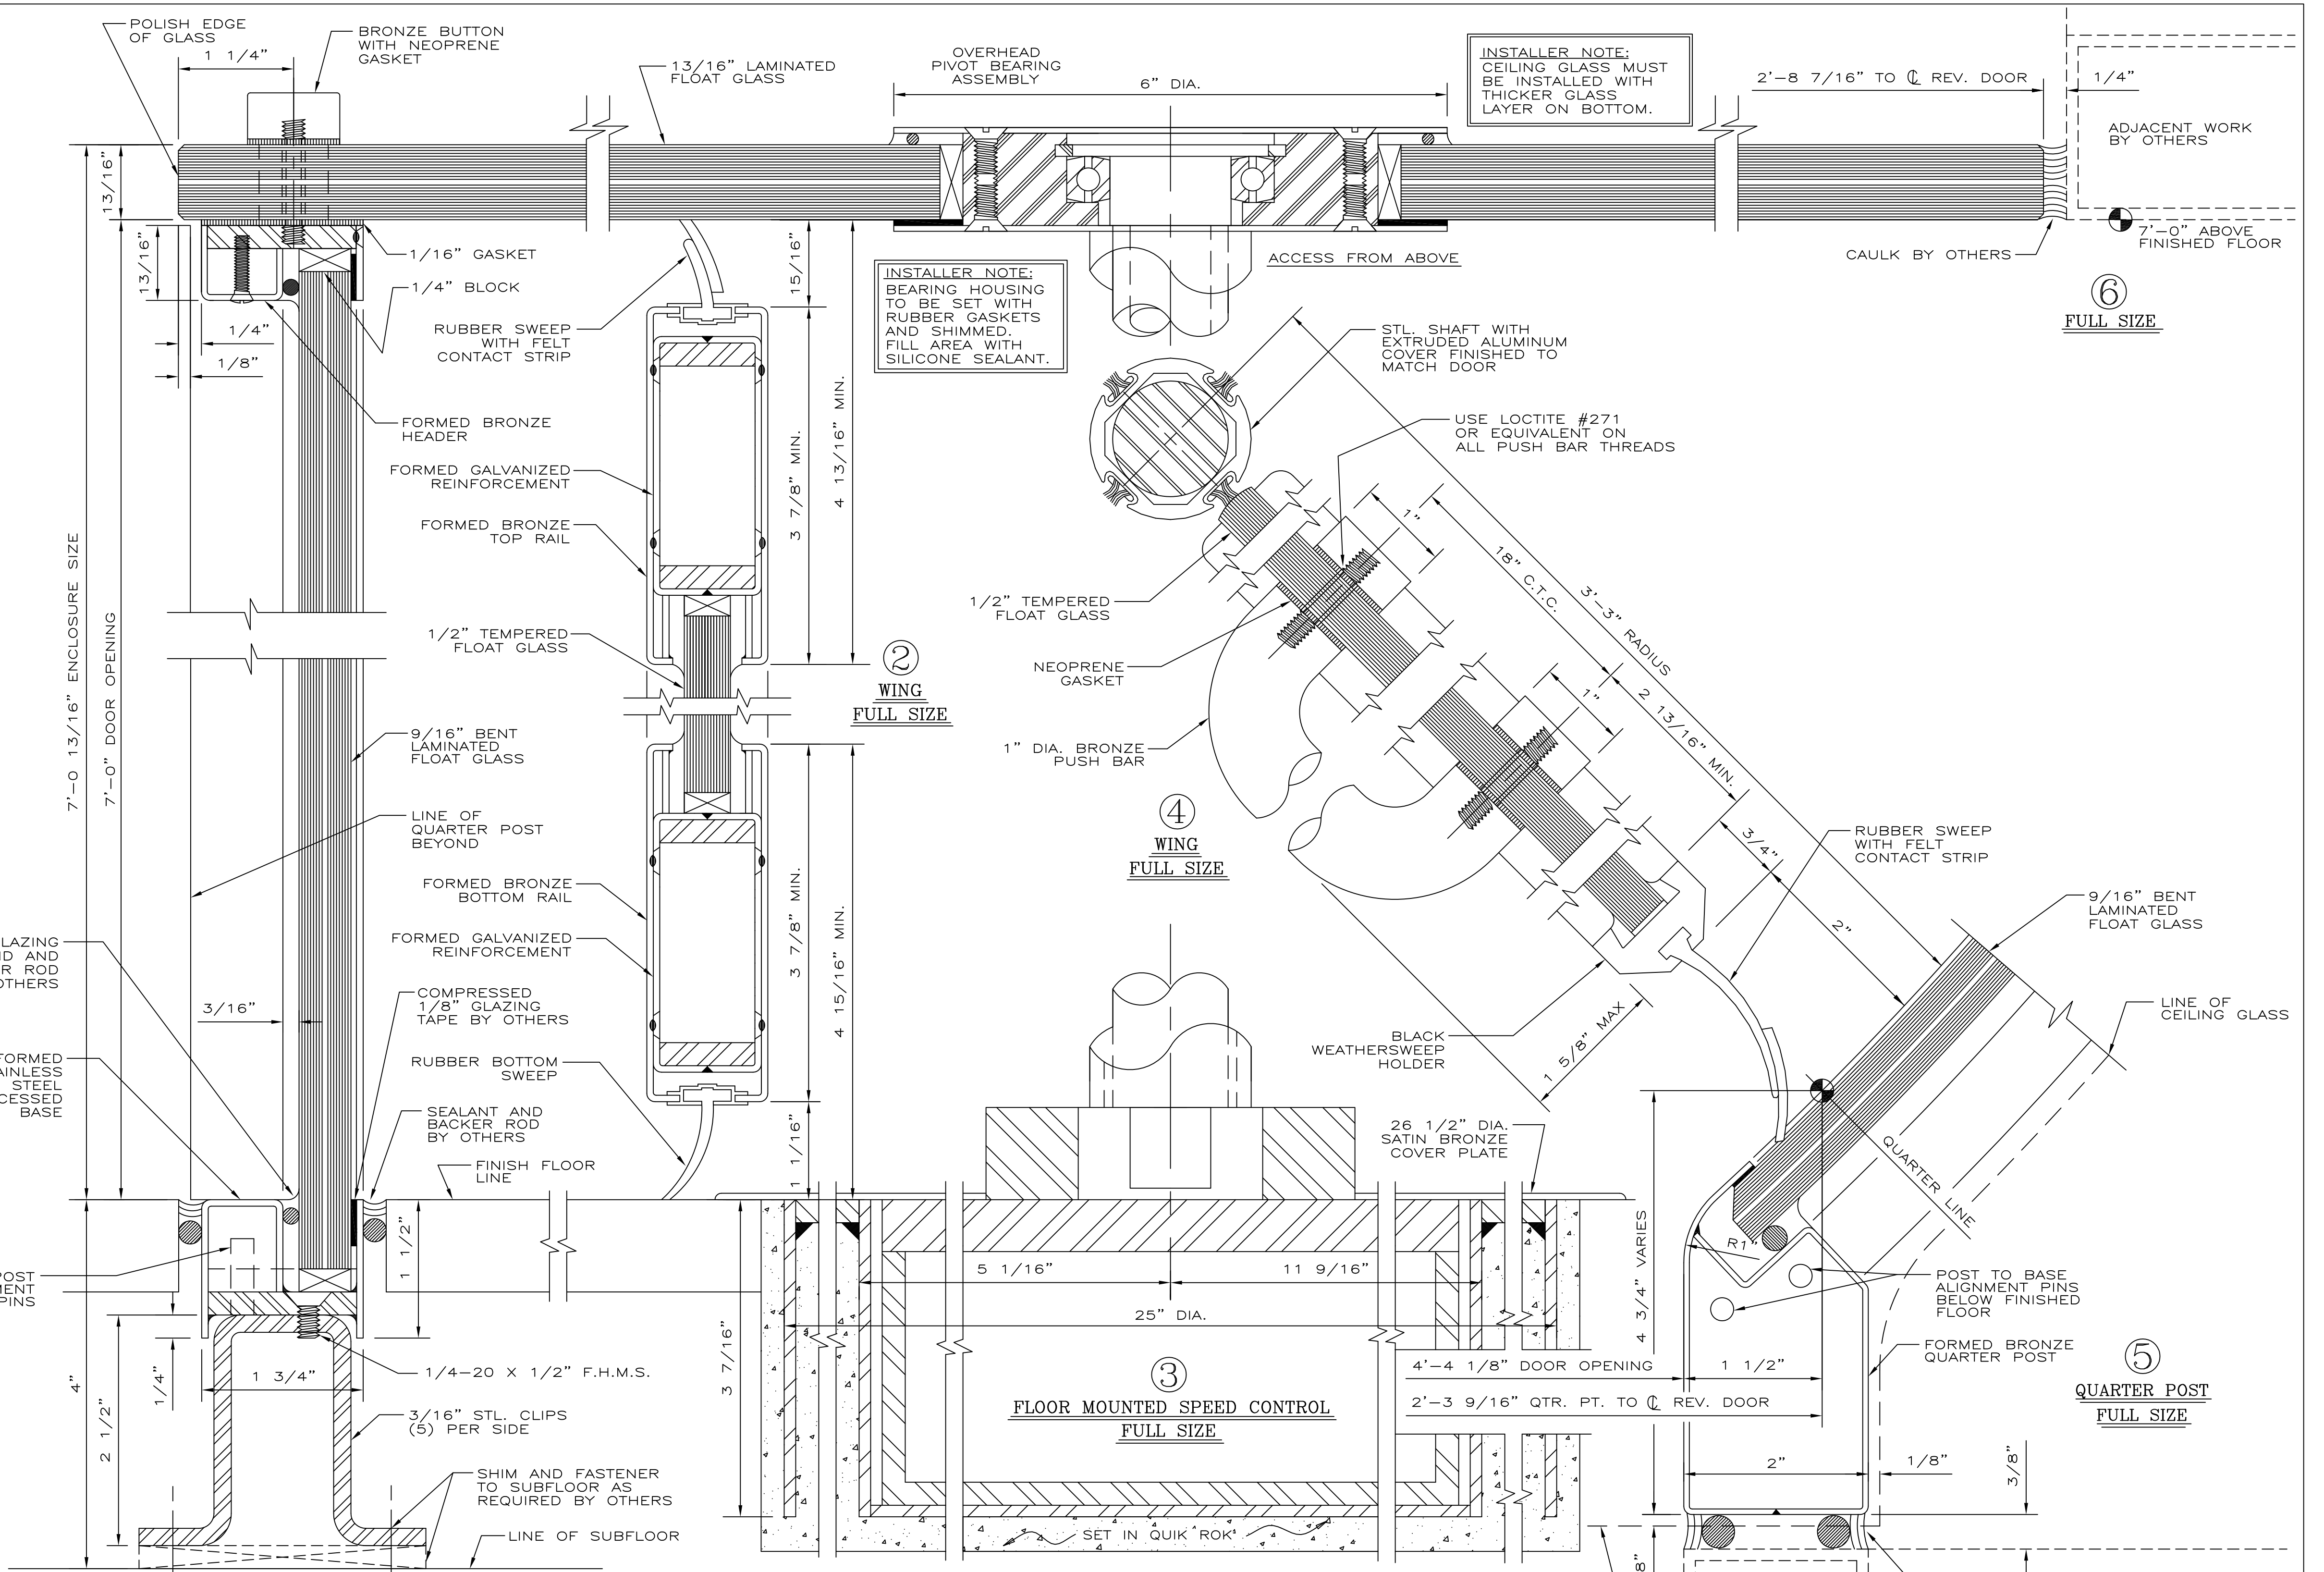 POLISH EDGE
OF GLASS
1 1/4"
BRONZE BUTTON
WITH NEOPRENE
GASKET
13/16" LAMINATED
FLOAT GLASS
OVERHEAD
PIVOT BEARING
ASSEMBLY
6" DIA.
INSTALLER NOTE:
CEILING GLASS MUST
BE INSTALLED WITH
THICKER GLASS
LAYER ON BOTTOM.
2'-8 7/16" TO ℄ REV. DOOR
1/4"
ADJACENT WORK
BY OTHERS
7'-0" ABOVE
FINISHED FLOOR
CAULK BY OTHERS
6
FULL SIZE
13/16"
13/16"
1/16" GASKET
1/4" BLOCK
1/4"
1/8"
FORMED BRONZE
HEADER
RUBBER SWEEP
WITH FELT
CONTACT STRIP
15/16"
INSTALLER NOTE:
BEARING HOUSING
TO BE SET WITH
RUBBER GASKETS
AND SHIMMED.
FILL AREA WITH
SILICONE SEALANT.
ACCESS FROM ABOVE
STL. SHAFT WITH
EXTRUDED ALUMINUM
COVER FINISHED TO
MATCH DOOR
USE LOCTITE #271
OR EQUIVALENT ON
ALL PUSH BAR THREADS
FORMED GALVANIZED
REINFORCEMENT
FORMED BRONZE
TOP RAIL
3 7/8" MIN.
4 13/16" MIN.
1/2" TEMPERED
FLOAT GLASS
2
WING
FULL SIZE
7'-0 13/16" ENCLOSURE SIZE
7'-0" DOOR OPENING
1/2" TEMPERED
FLOAT GLASS
NEOPRENE
GASKET
1" DIA. BRONZE
PUSH BAR
1"
18" C.T.C.
3'-3" RADIUS
1"
2 13/16" MIN.
3/4"
2"
4
WING
FULL SIZE
9/16" BENT
LAMINATED
FLOAT GLASS
LINE OF
QUARTER POST
BEYOND
FORMED BRONZE
BOTTOM RAIL
FORMED GALVANIZED
REINFORCEMENT
3 7/8" MIN.
4 15/16" MIN.
RUBBER SWEEP
WITH FELT
CONTACT STRIP
9/16" BENT
LAMINATED
FLOAT GLASS
LINE OF
CEILING GLASS
BLACK
WEATHERSWEEP
HOLDER
1 5/8" MAX
LAZING
ND AND
R ROD
OTHERS
3/16"
COMPRESSED
1/8" GLAZING
TAPE BY OTHERS
FORMED
AINLESS
STEEL
CESSED
BASE
RUBBER BOTTOM
SWEEP
SEALANT AND
BACKER ROD
BY OTHERS
FINISH FLOOR
LINE
1 1/16"
26 1/2" DIA.
SATIN BRONZE
COVER PLATE
QUARTER LINE
R1"
4 3/4" VARIES
POST TO BASE
ALIGNMENT PINS
BELOW FINISHED
FLOOR
FORMED BRONZE
QUARTER POST
5
QUARTER POST
FULL SIZE
OST
MENT
PINS
1 1/2"
5 1/16"
11 9/16"
25" DIA.
3 7/16"
3
FLOOR MOUNTED SPEED CONTROL
FULL SIZE
4'-4 1/8" DOOR OPENING
1 1/2"
2'-3 9/16" QTR. PT. TO ℄ REV. DOOR
4"
2 1/2"
1/4"
1 3/4"
1/4-20 X 1/2" F.H.M.S.
3/16" STL. CLIPS
(5) PER SIDE
SHIM AND FASTENER
TO SUBFLOOR AS
REQUIRED BY OTHERS
LINE OF SUBFLOOR
SET IN QUIK ROK
2"
1/8"
3/8"
8"